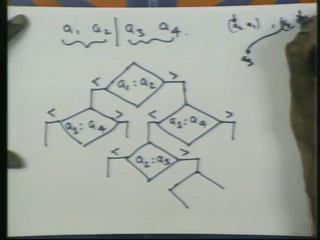 a₁ a₂ | a₃ a₄.
< a₁ : a₂ >
< a₃ : a₄ > < a₃ : a₄ >
< a₂ : a₃ >